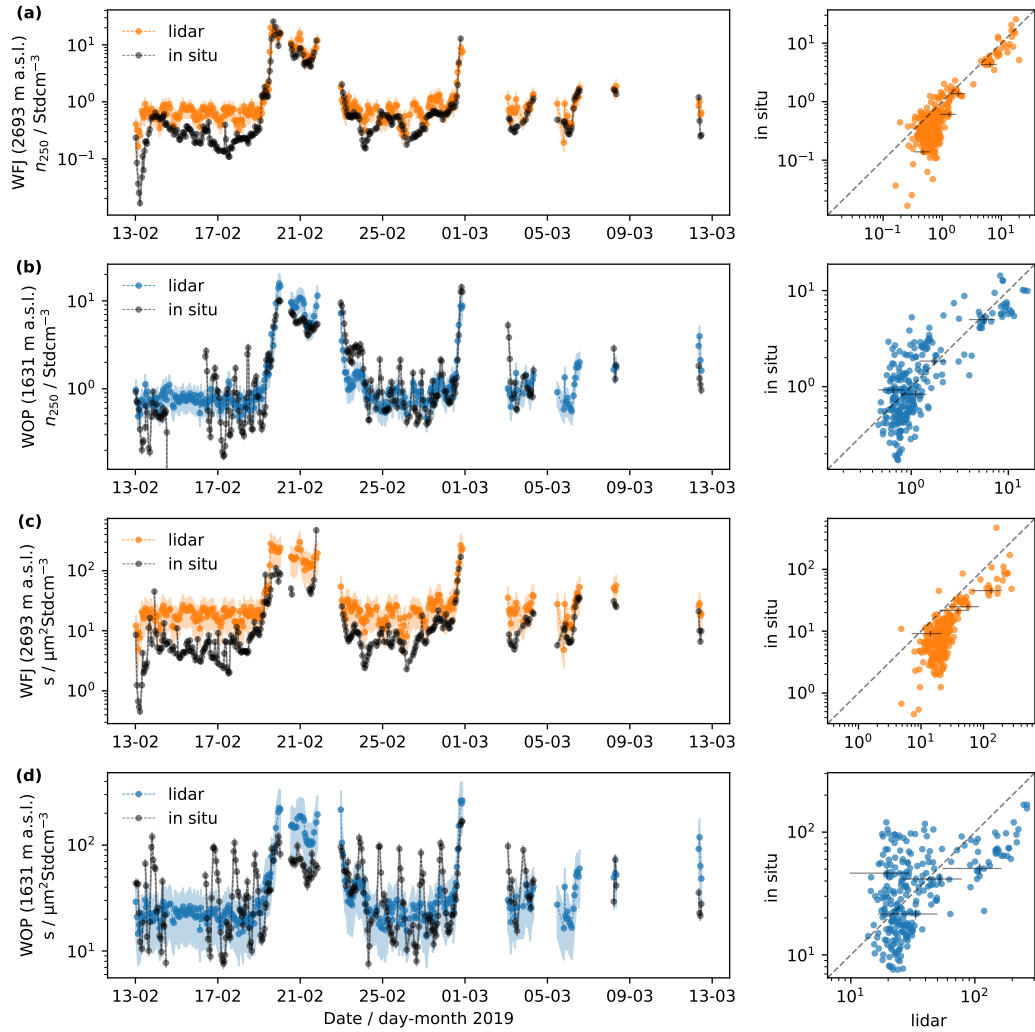 (a)
WFJ (2693 m a.s.l.)
n₂₅₀ / Stdcm⁻³
10¹
10⁰
10⁻¹
lidar
in situ
13-02 17-02 21-02 25-02 01-03 05-03 09-03 13-03
in situ
10¹
10⁰
10⁻¹
10⁻¹ 10⁰ 10¹
(b)
WOP (1631 m a.s.l.)
n₂₅₀ / Stdcm⁻³
10¹
10⁰
lidar
in situ
13-02 17-02 21-02 25-02 01-03 05-03 09-03 13-03
in situ
10¹
10⁰
10⁰ 10¹
(c)
WFJ (2693 m a.s.l.)
s / μm²Stdcm⁻³
10²
10¹
10⁰
lidar
in situ
13-02 17-02 21-02 25-02 01-03 05-03 09-03 13-03
in situ
10²
10¹
10⁰
10⁰ 10¹ 10²
(d)
WOP (1631 m a.s.l.)
s / μm²Stdcm⁻³
10²
10¹
lidar
in situ
13-02 17-02 21-02 25-02 01-03 05-03 09-03 13-03
Date / day-month 2019
in situ
10²
10¹
10¹ 10²
lidar